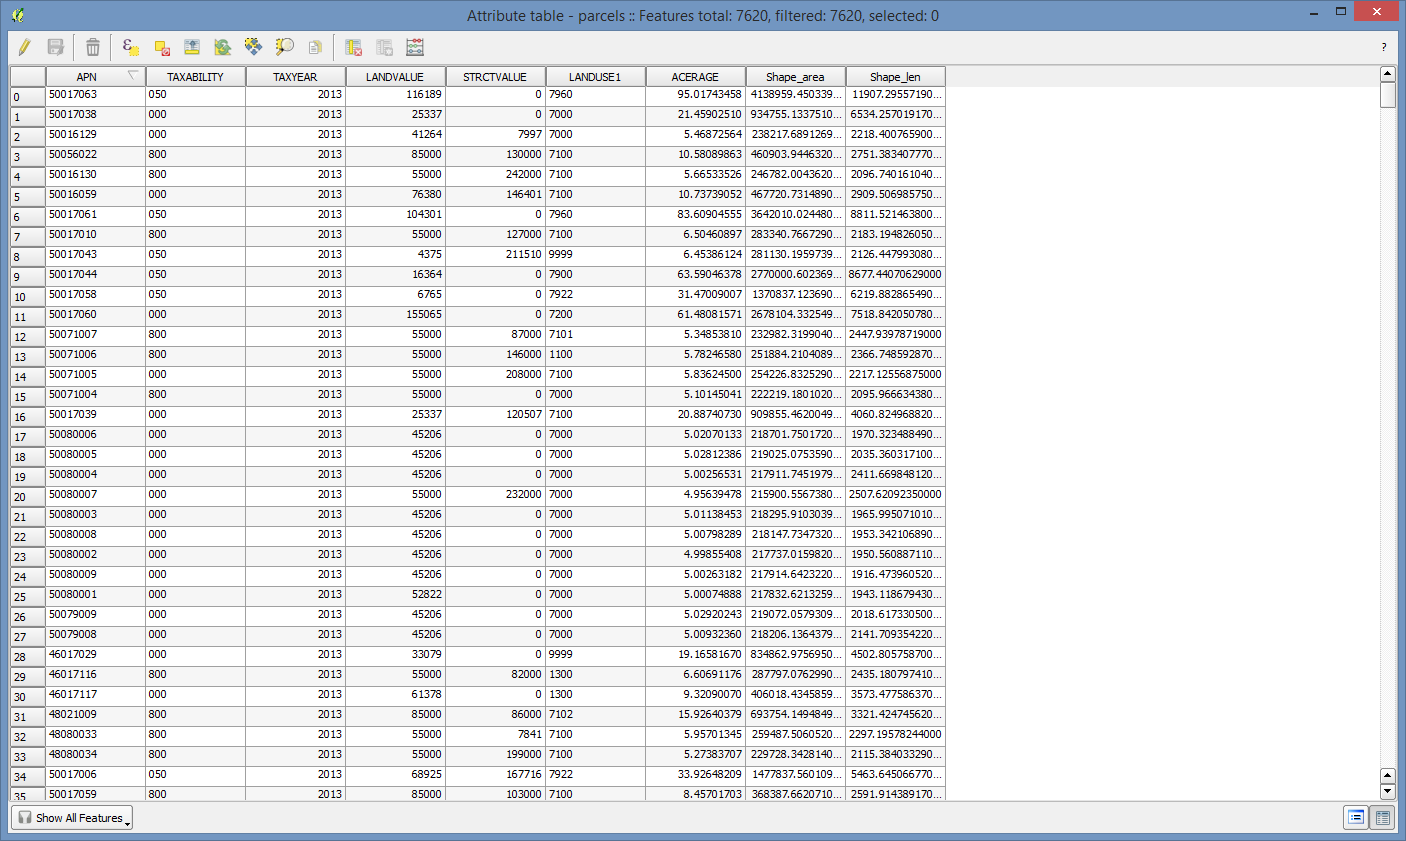 Attribute table - parcels :: Features total: 7620, filtered: 7620, selected: 0
?
APN TAXABILITY TAXYEAR LANDVALUE STRCTVALUE LANDUSE1 ACERAGE Shape_area Shape_len
0 50017063 050 2013 116189 0 7960 95.01743458 4138959.450339... 11907.29557190...
1 50017038 000 2013 25337 0 7000 21.45902510 934755.1337510... 6534.257019170...
2 50016129 000 2013 41264 7997 7000 5.46872564 238217.6891269... 2218.400765900...
3 50056022 800 2013 85000 130000 7100 10.58089863 460903.9446320... 2751.383407770...
4 50016130 800 2013 55000 242000 7100 5.66533526 246782.0043620... 2096.740161040...
5 50016059 000 2013 76380 146401 7100 10.73739052 467720.7314890... 2909.506985750...
6 50017061 050 2013 104301 0 7960 83.60904555 3642010.024480... 8811.521463800...
7 50017010 800 2013 55000 127000 7100 6.50460897 283340.7667290... 2183.194826050...
8 50017043 050 2013 4375 211510 9999 6.45386124 281130.1959739... 2126.447993080...
9 50017044 050 2013 16364 0 7900 63.59046378 2770000.602369... 8677.44070629000
10 50017058 050 2013 6765 0 7922 31.47009007 1370837.123690... 6219.882865490...
11 50017060 000 2013 155065 0 7200 61.48081571 2678104.332549... 7518.842050780...
12 50071007 800 2013 55000 87000 7101 5.34853810 232982.3199040... 2447.93978719000
13 50071006 800 2013 55000 146000 1100 5.78246580 251884.2104089... 2366.748592870...
14 50071005 000 2013 55000 208000 7100 5.83624500 254226.8325290... 2217.12556875000
15 50071004 800 2013 55000 0 7000 5.10145041 222219.1801020... 2095.966634380...
16 50017039 000 2013 25337 120507 7100 20.88740730 909855.4620049... 4060.824968820...
17 50080006 000 2013 45206 0 7000 5.02070133 218701.7501720... 1970.323488490...
18 50080005 000 2013 45206 0 7000 5.02812386 219025.0753590... 2035.360317100...
19 50080004 000 2013 45206 0 7000 5.00256531 217911.7451979... 2411.669848120...
20 50080007 000 2013 55000 232000 7000 4.95639478 215900.5567380... 2507.62092350000
21 50080003 000 2013 45206 0 7000 5.01138453 218295.9103039... 1965.995071010...
22 50080008 000 2013 45206 0 7000 5.00798289 218147.7347320... 1953.342106890...
23 50080002 000 2013 45206 0 7000 4.99855408 217737.0159820... 1950.560887110...
24 50080009 000 2013 45206 0 7000 5.00263182 217914.6423220... 1916.473960520...
25 50080001 000 2013 52822 0 7000 5.00074888 217832.6213259... 1943.118679430...
26 50079009 000 2013 45206 0 7000 5.02920243 219072.0579309... 2018.617330500...
27 50079008 000 2013 45206 0 7000 5.00932360 218206.1364379... 2141.709354220...
28 46017029 000 2013 33079 0 9999 19.16581670 834862.9756950... 4502.805758700...
29 46017116 800 2013 55000 82000 1300 6.60691176 287797.0762990... 2435.180797410...
30 46017117 000 2013 61378 0 1300 9.32090070 406018.4345859... 3573.477586370...
31 48021009 800 2013 85000 86000 7102 15.92640379 693754.1494849... 3321.424745620...
32 48080033 800 2013 55000 7841 7100 5.95701345 259487.5060520... 2297.19578244000
33 48080034 800 2013 55000 199000 7100 5.27383707 229728.3428140... 2115.384033290...
34 50017006 050 2013 68925 167716 7922 33.92648209 1477837.560109... 5463.645066770...
35 50017059 800 2013 85000 103000 7100 8.45701703 368387.6620710... 2591.914389170...
Show All Features